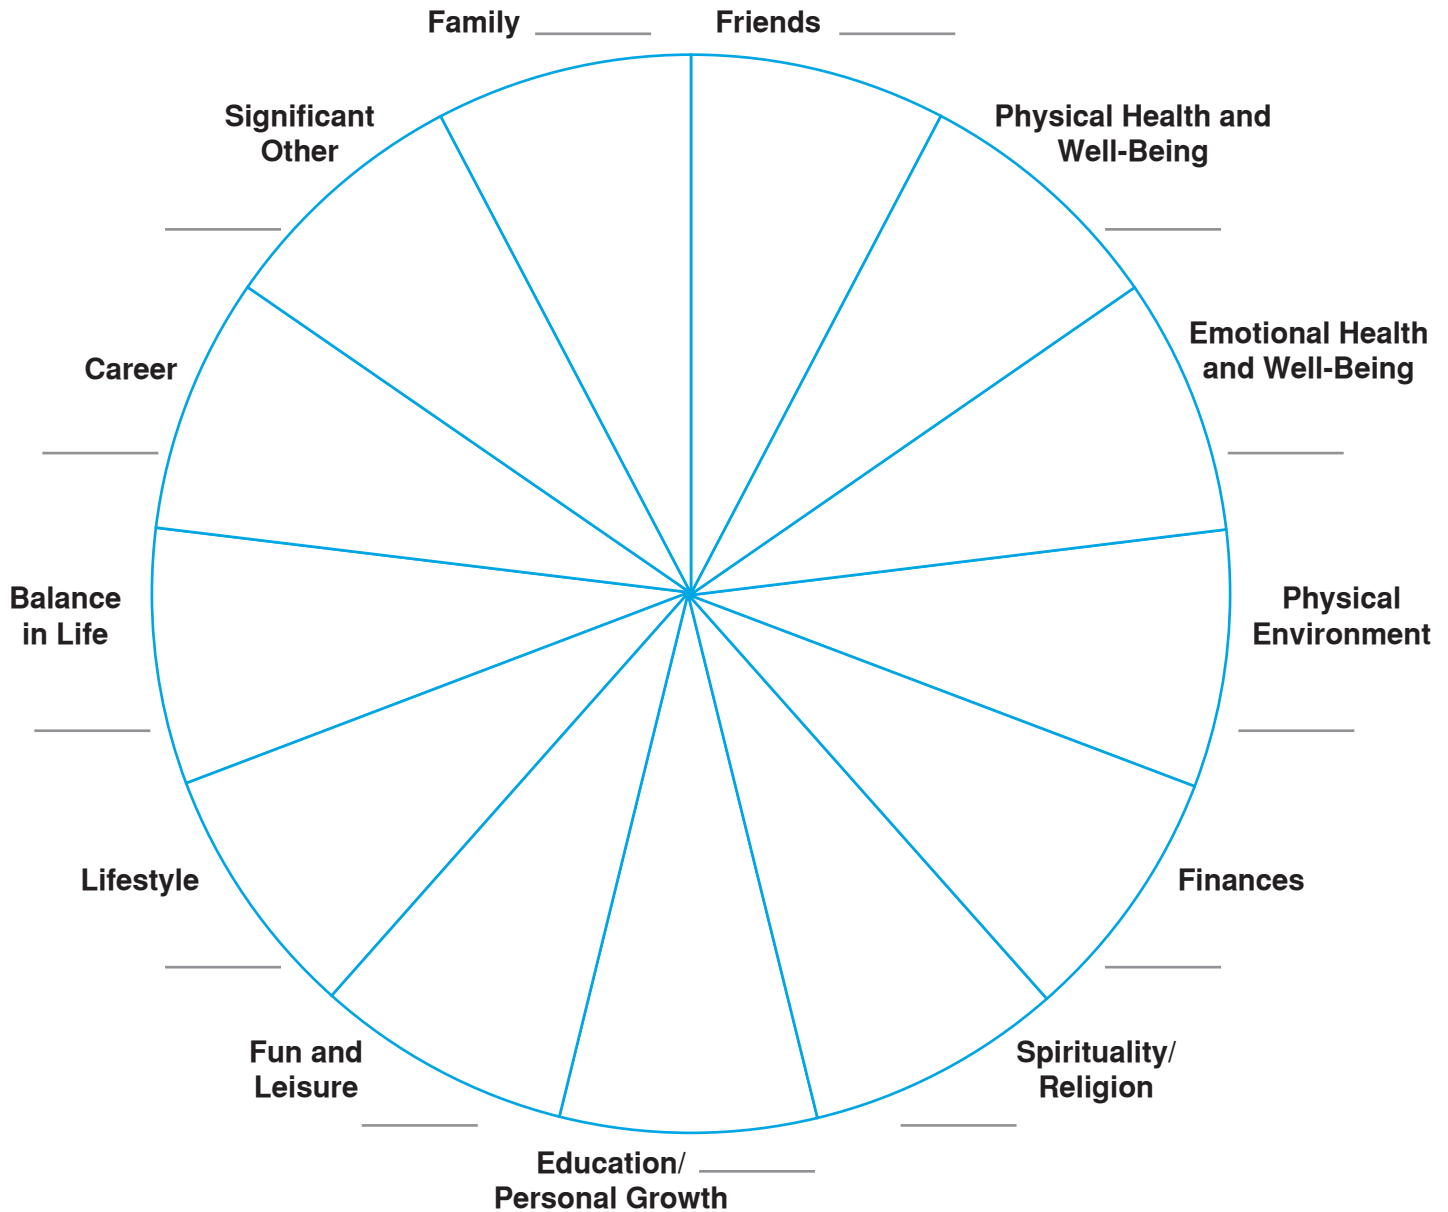 Family
Friends
Significant
Other
Physical Health and
Well-Being
Emotional Health
and Well-Being
Career
Balance
in Life
Physical
Environment
Lifestyle
Finances
Fun and
Leisure
Spirituality/
Religion
Education/
Personal Growth